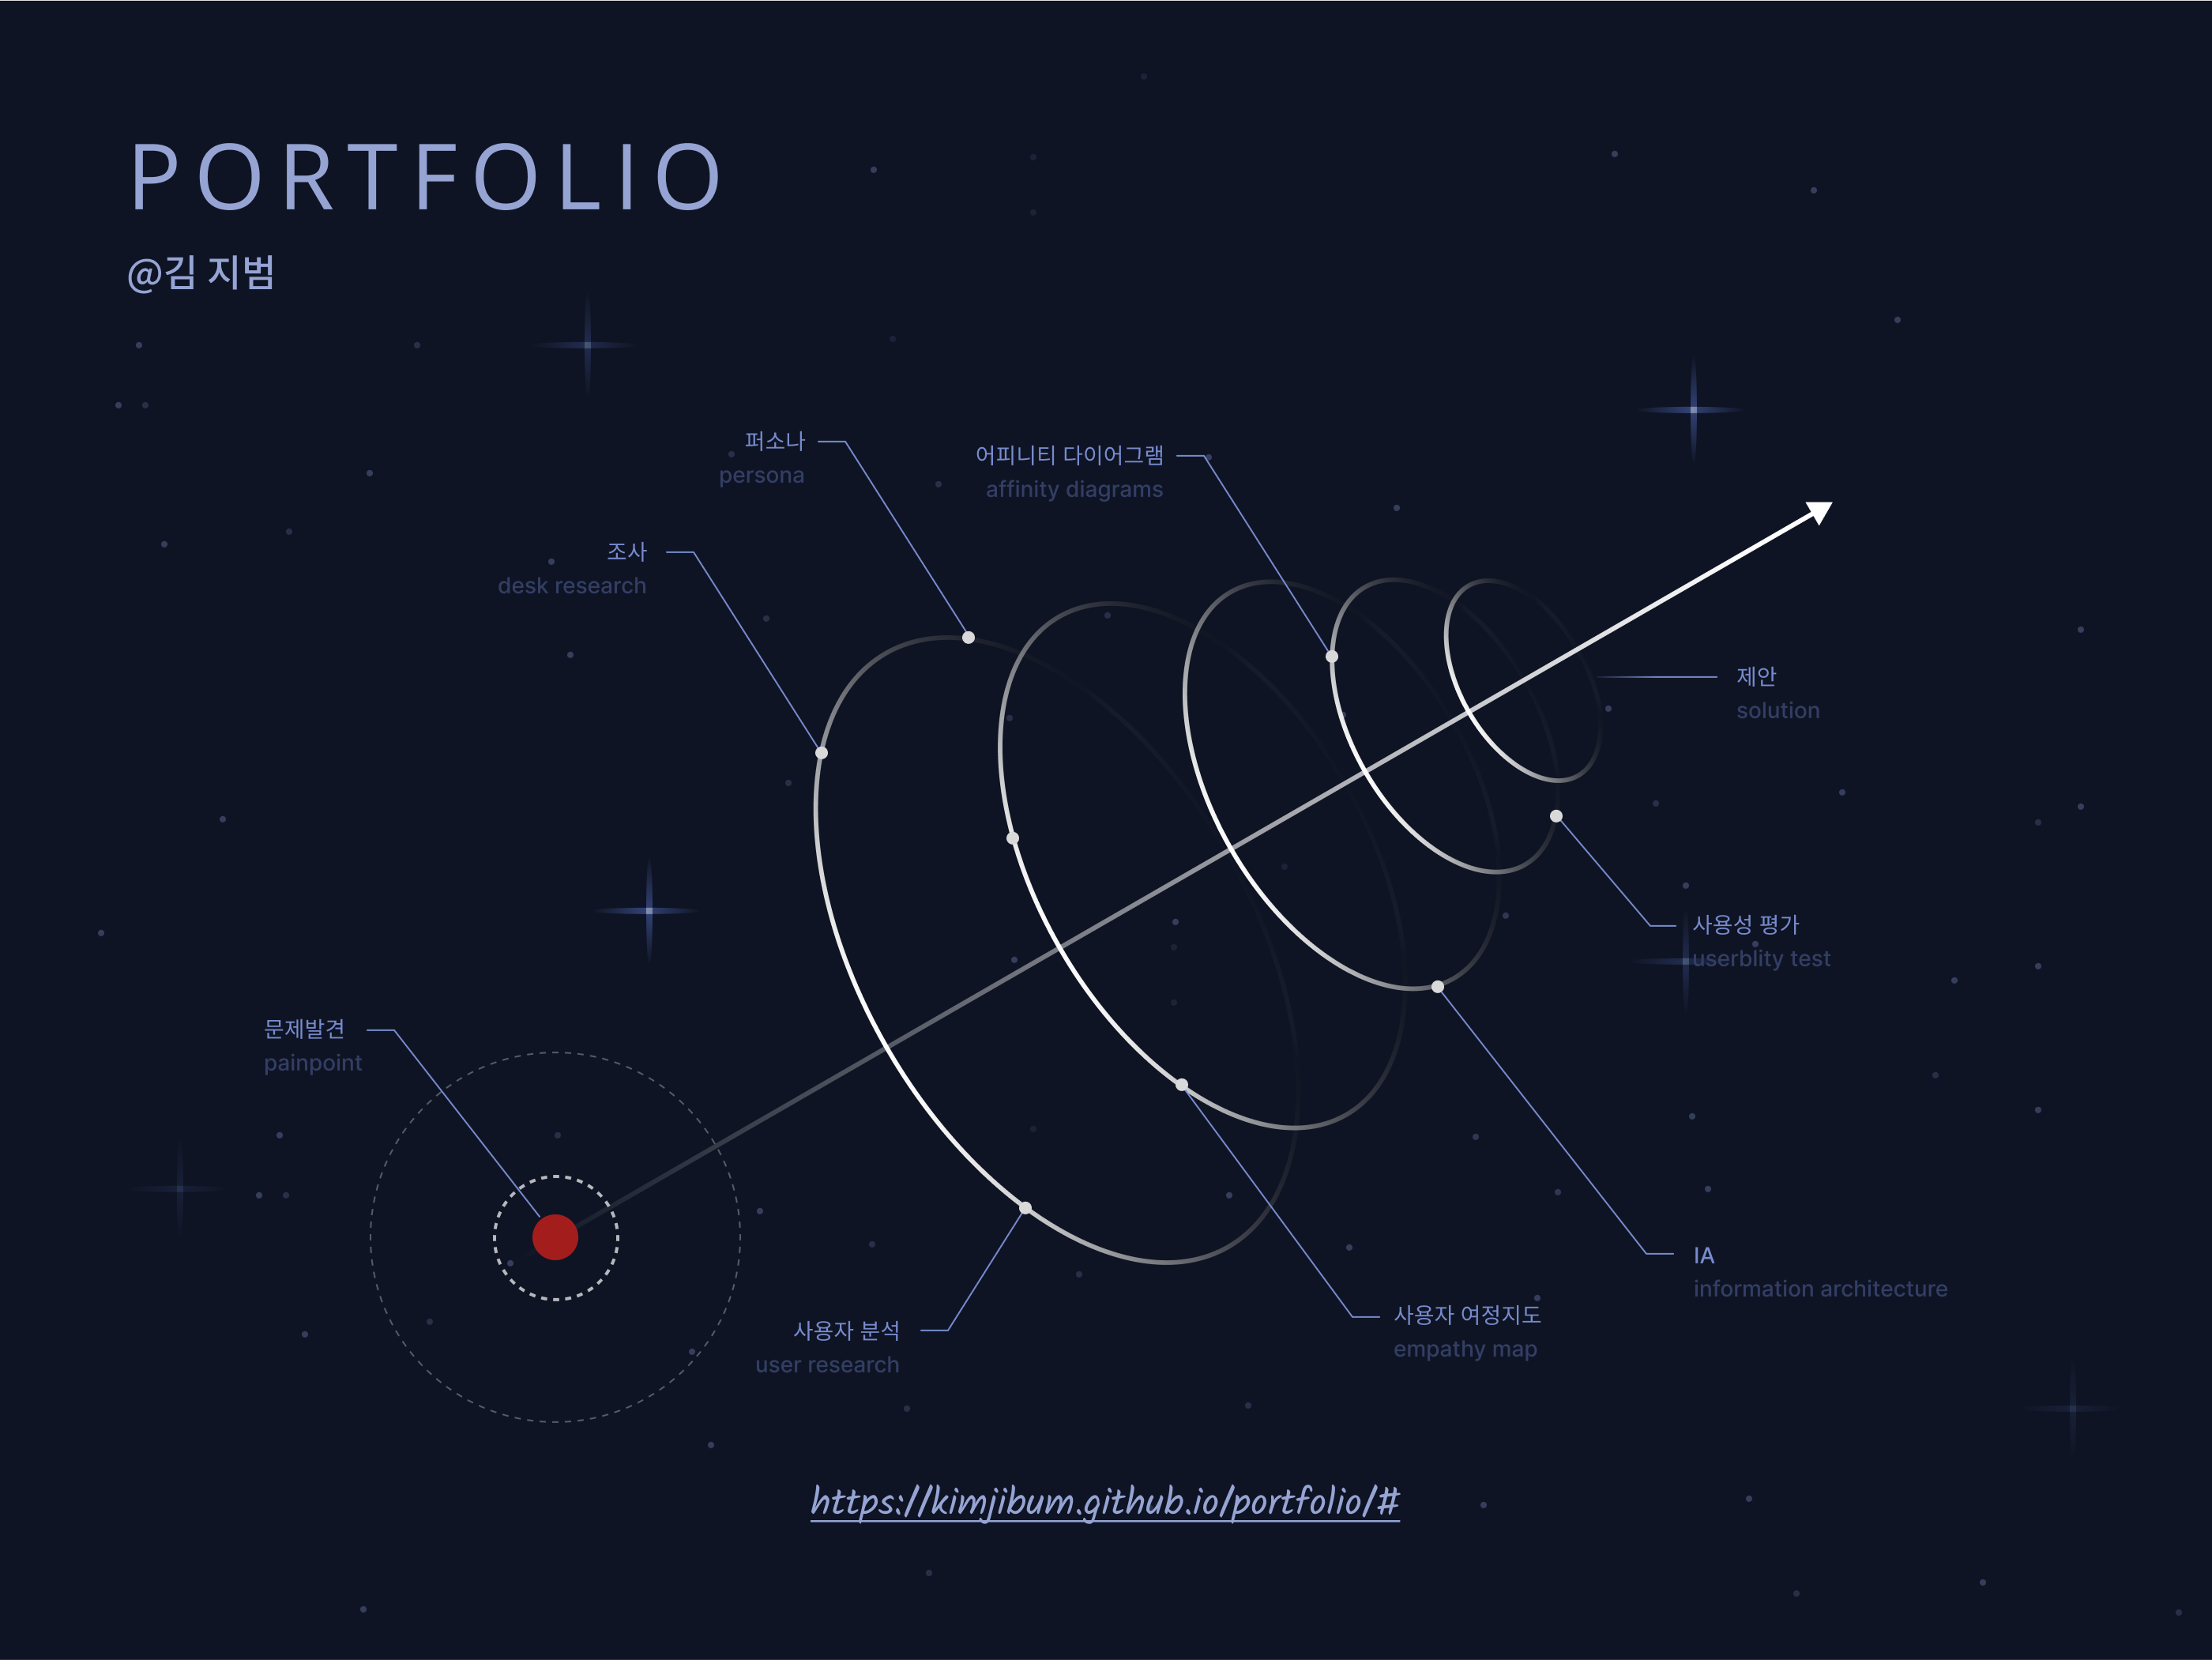 PORTFOLIO
@김 지범
퍼소나
persona
어피니티 다이어그램
affinity diagrams
조사
desk research
제안
solution
사용성 평가
userblity test
문제발견
painpoint
IA
information architecture
사용자 여정지도
empathy map
사용자 분석
user research
https://kimjibum.github.io/portfolio/#